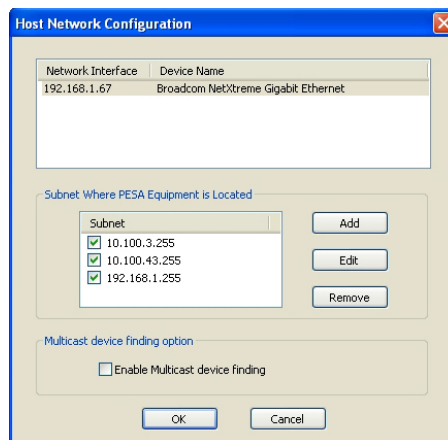 Host Network Configuration
Network Interface Device Name
192.168.1.67 Broadcom NetXtreme Gigabit Ethernet
Subnet Where PESA Equipment is Located
Subnet
10.100.3.255
10.100.43.255
192.168.1.255
Add
Edit
Remove
Multicast device finding option
Enable Multicast device finding
OK Cancel